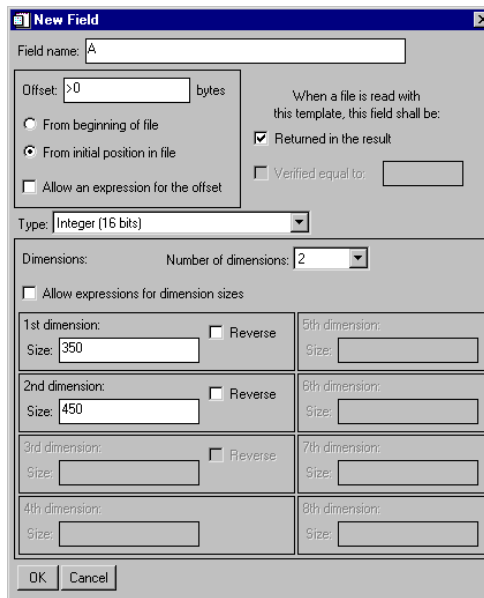 New Field
Field name: A
Offset: >0 bytes
From beginning of file
From initial position in file
Allow an expression for the offset
When a file is read with
this template, this field shall be:
Returned in the result
Verified equal to:
Type: Integer (16 bits)
Dimensions: Number of dimensions: 2
Allow expressions for dimension sizes
1st dimension: Reverse
Size: 350
5th dimension:
Size:
2nd dimension: Reverse
Size: 450
6th dimension:
Size:
3rd dimension: Reverse
Size:
7th dimension:
Size:
4th dimension:
Size:
8th dimension:
Size:
OK Cancel